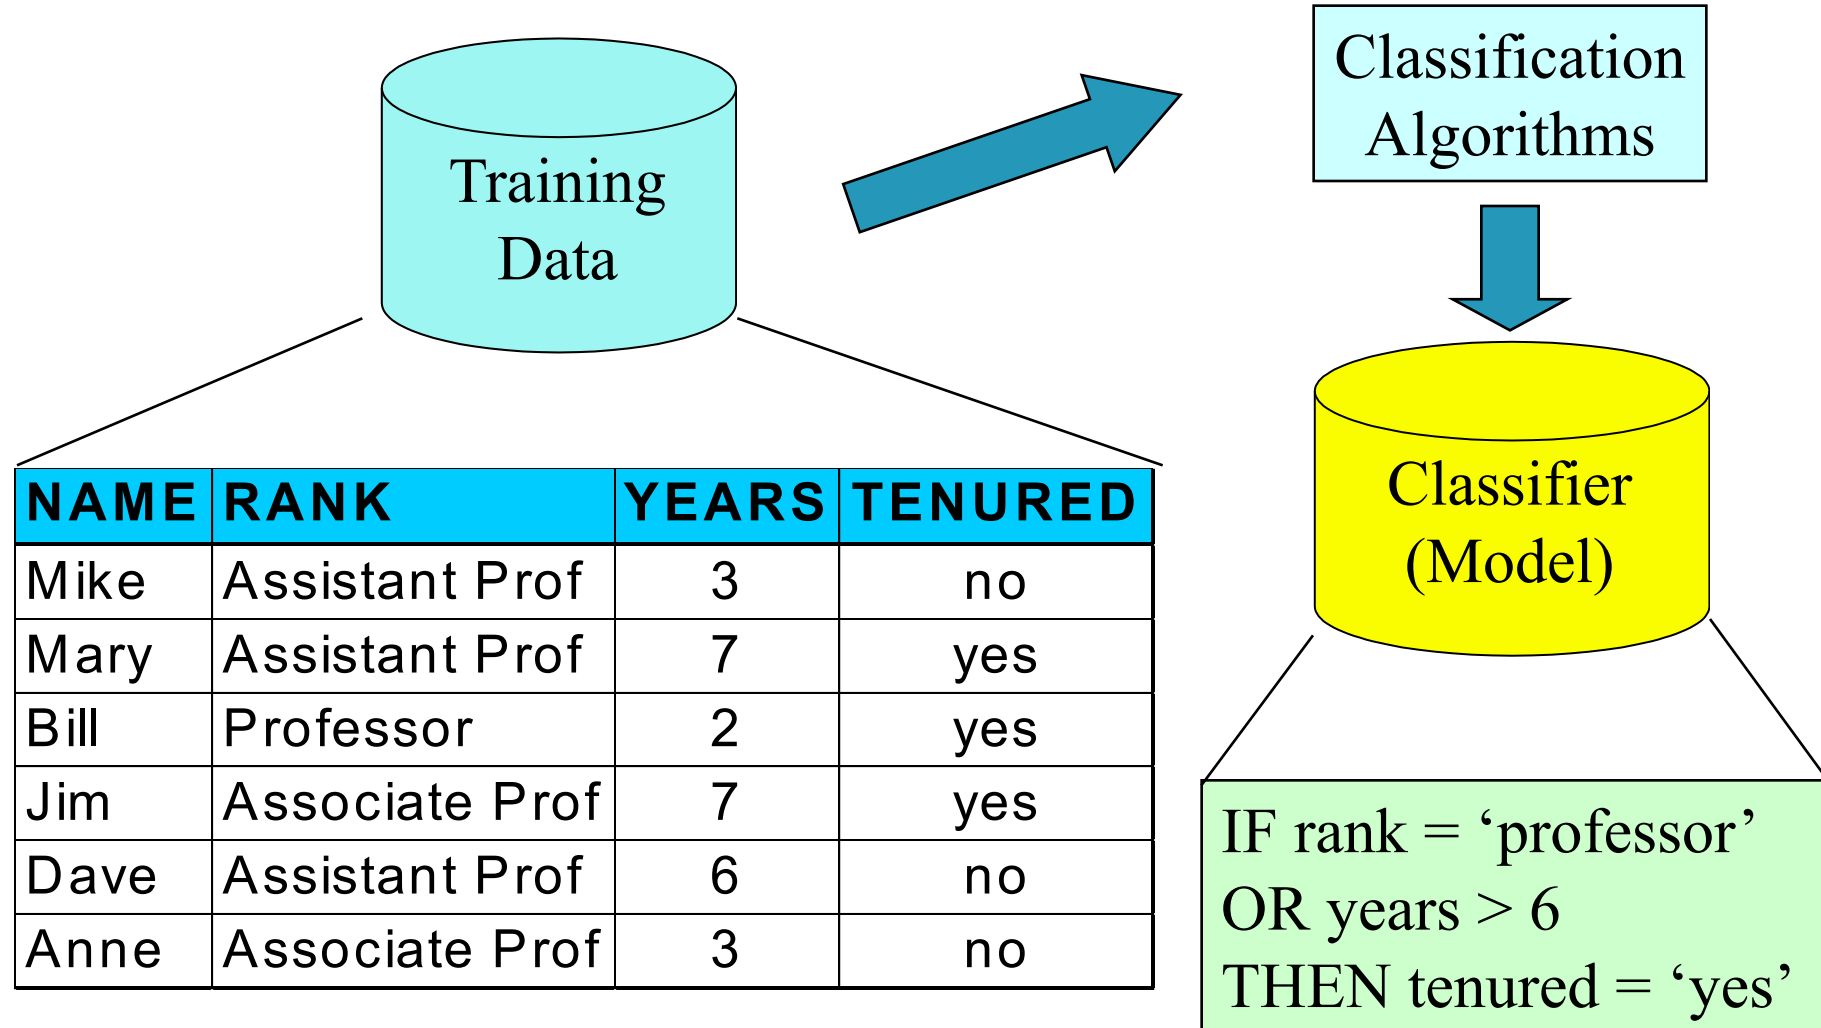 Training
Data
Classification
Algorithms
Classifier
(Model)
NAME RANK YEARS TENURED
Mike Assistant Prof 3 no
Mary Assistant Prof 7 yes
Bill Professor 2 yes
Jim Associate Prof 7 yes
Dave Assistant Prof 6 no
Anne Associate Prof 3 no
IF rank = ‘professor’
OR years > 6
THEN tenured = ‘yes’